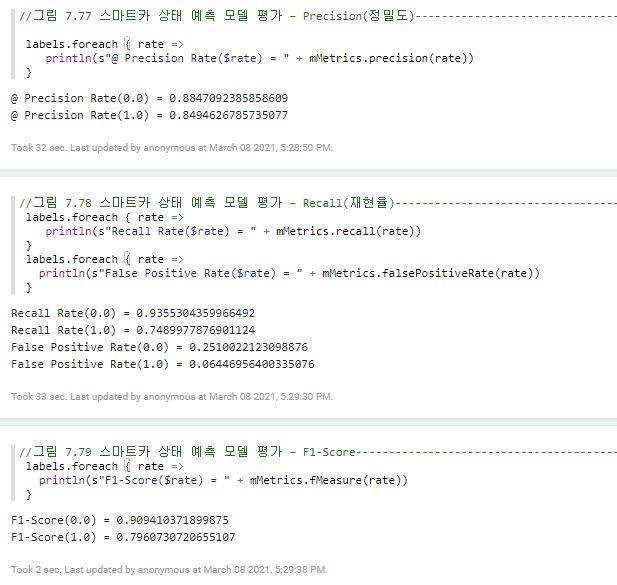 //그림 7.77 스마트카 상태 예측 모델 평가 - Precision(정밀도)-----------------------------
labels.foreach { rate =>
println(s"@ Precision Rate($rate) = " + mMetrics.precision(rate))
}
@ Precision Rate(0.0) = 0.8847092385858609
@ Precision Rate(1.0) = 0.8494626785735077
Took 32 sec. Last updated by anonymous at March 08 2021, 5:28:50 PM.
//그림 7.78 스마트카 상태 예측 모델 평가 - Recall(재현율)--------------------------------
labels.foreach { rate =>
println(s"Recall Rate($rate) = " + mMetrics.recall(rate))
}
labels.foreach { rate =>
println(s"False Positive Rate($rate) = " + mMetrics.falsePositiveRate(rate))
}
Recall Rate(0.0) = 0.9355304359966492
Recall Rate(1.0) = 0.7489977876901124
False Positive Rate(0.0) = 0.2510022123098876
False Positive Rate(1.0) = 0.06446956400335076
Took 33 sec. Last updated by anonymous at March 08 2021, 5:29:30 PM.
//그림 7.79 스마트카 상태 예측 모델 평가 - F1-Score--------------------------------------
labels.foreach { rate =>
println(s"F1-Score($rate) = " + mMetrics.fMeasure(rate))
}
F1-Score(0.0) = 0.909410371899875
F1-Score(1.0) = 0.7960730720655107
Took 2 sec. Last updated by anonymous at March 08 2021, 5:29:38 PM.